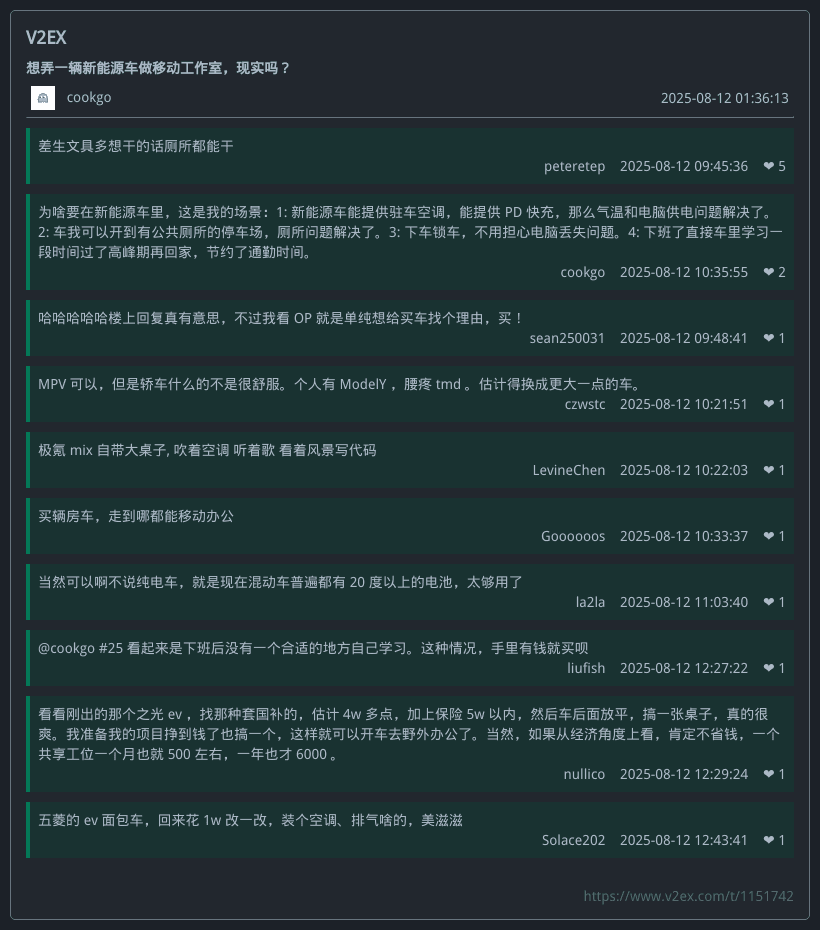 V2EX
想弄一辆新能源车做移动工作室，现实吗？
cookgo 2025-08-12 01:36:13
差生文具多想干的话厕所都能干
peteretep 2025-08-12 09:45:36 ❤ 5
为啥要在新能源车里，这是我的场景：1: 新能源车能提供驻车空调，能提供 PD 快充，那么气温和电脑供电问题解决了。
2: 车我可以开到有公共厕所的停车场，厕所问题解决了。3: 下车锁车，不用担心电脑丢失问题。4: 下班了直接车里学习一
段时间过了高峰期再回家，节约了通勤时间。
cookgo 2025-08-12 10:35:55 ❤ 2
哈哈哈哈哈楼上回复真有意思，不过我看 OP 就是单纯想给买车找个理由，买！
sean250031 2025-08-12 09:48:41 ❤ 1
MPV 可以，但是轿车什么的不是很舒服。个人有 ModelY ，腰疼 tmd 。估计得换成更大一点的车。
czwstc 2025-08-12 10:21:51 ❤ 1
极氪 mix 自带大桌子, 吹着空调 听着歌 看着风景写代码
LevineChen 2025-08-12 10:22:03 ❤ 1
买辆房车，走到哪都能移动办公
Goooooos 2025-08-12 10:33:37 ❤ 1
当然可以啊不说纯电车，就是现在混动车普遍都有 20 度以上的电池，太够用了
la2la 2025-08-12 11:03:40 ❤ 1
@cookgo #25 看起来是下班后没有一个合适的地方自己学习。这种情况，手里有钱就买呗
liufish 2025-08-12 12:27:22 ❤ 1
看看刚出的那个之光 ev ，找那种套国补的，估计 4w 多点，加上保险 5w 以内，然后车后面放平，搞一张桌子，真的很
爽。我准备我的项目挣到钱了也搞一个，这样就可以开车去野外办公了。当然，如果从经济角度上看，肯定不省钱，一个
共享工位一个月也就 500 左右，一年也才 6000 。
nullico 2025-08-12 12:29:24 ❤ 1
五菱的 ev 面包车，回来花 1w 改一改，装个空调、排气啥的，美滋滋
Solace202 2025-08-12 12:43:41 ❤ 1
https://www.v2ex.com/t/1151742